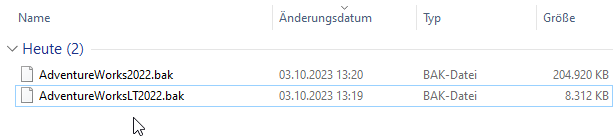 Name Änderungsdatum Typ Größe
Heute (2)
AdventureWorks2022.bak 03.10.2023 13:20 BAK-Datei 204.920 KB
AdventureWorksLT2022.bak 03.10.2023 13:19 BAK-Datei 8.312 KB